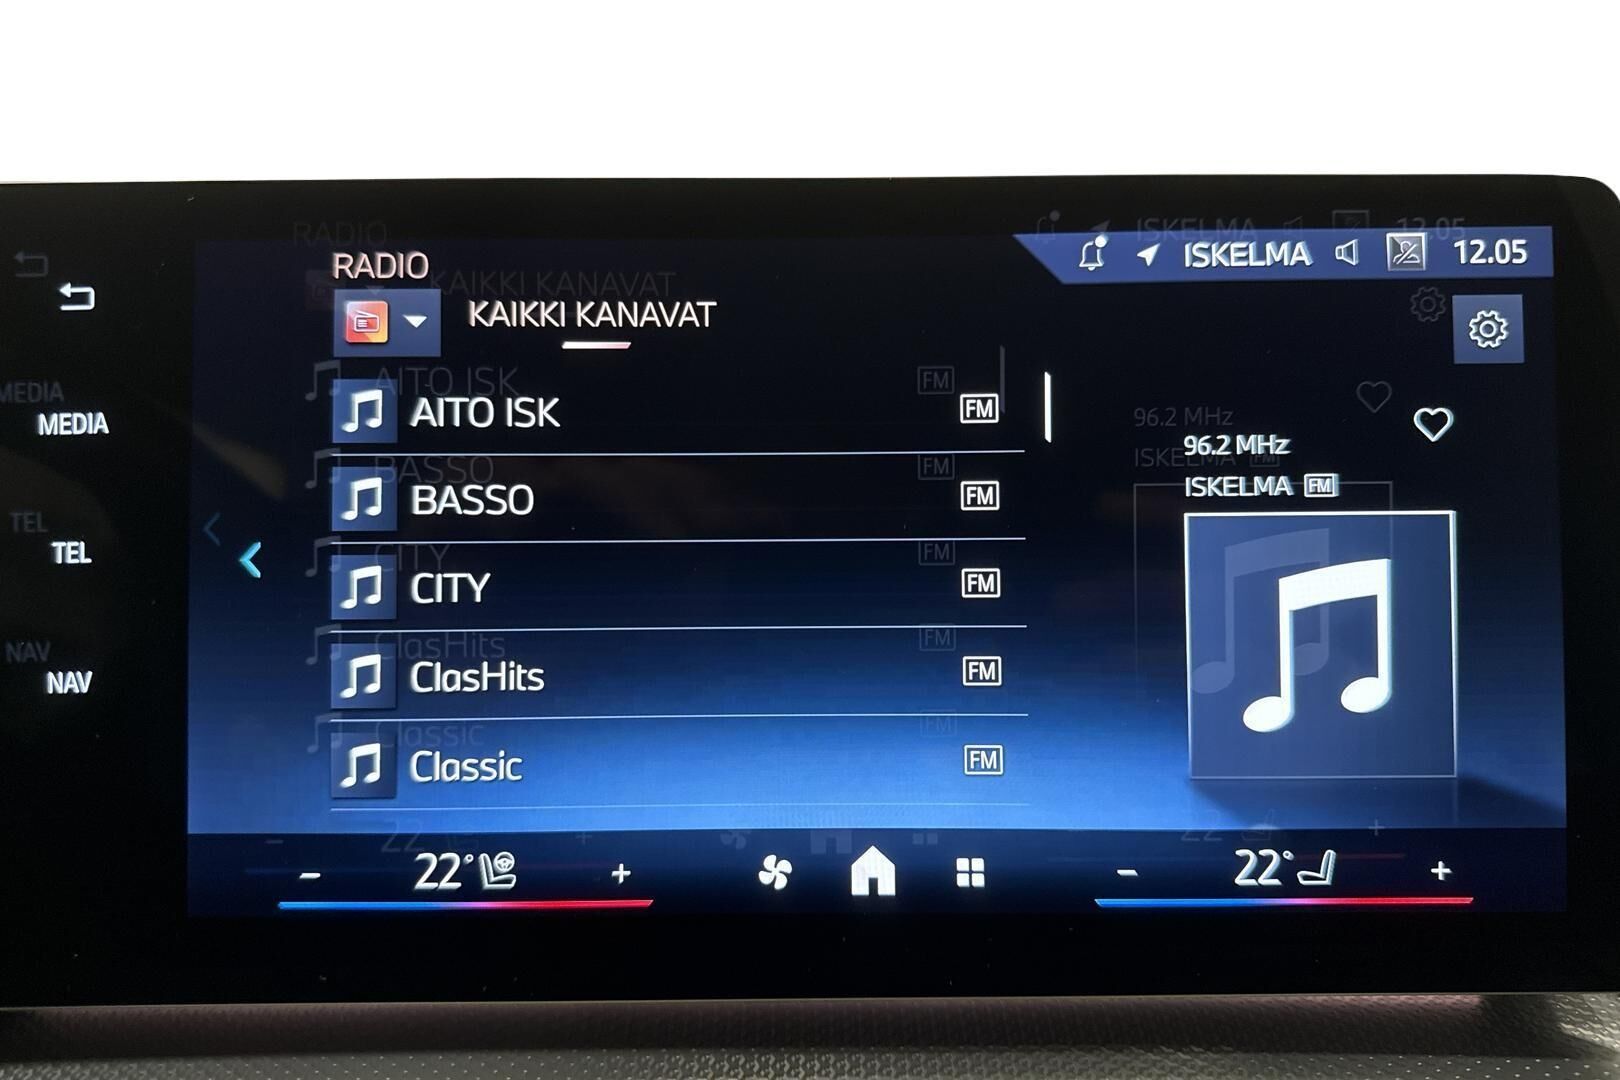 ISKELMA 12.05
RADIO
KAIKKI KANAVAT
MEDIA
TEL
NAV
AITO ISK FM
BASSO FM
CITY FM
ClasHits FM
Classic FM
96.2 MHz
ISKELMA FM
- 22° +
- 22° +